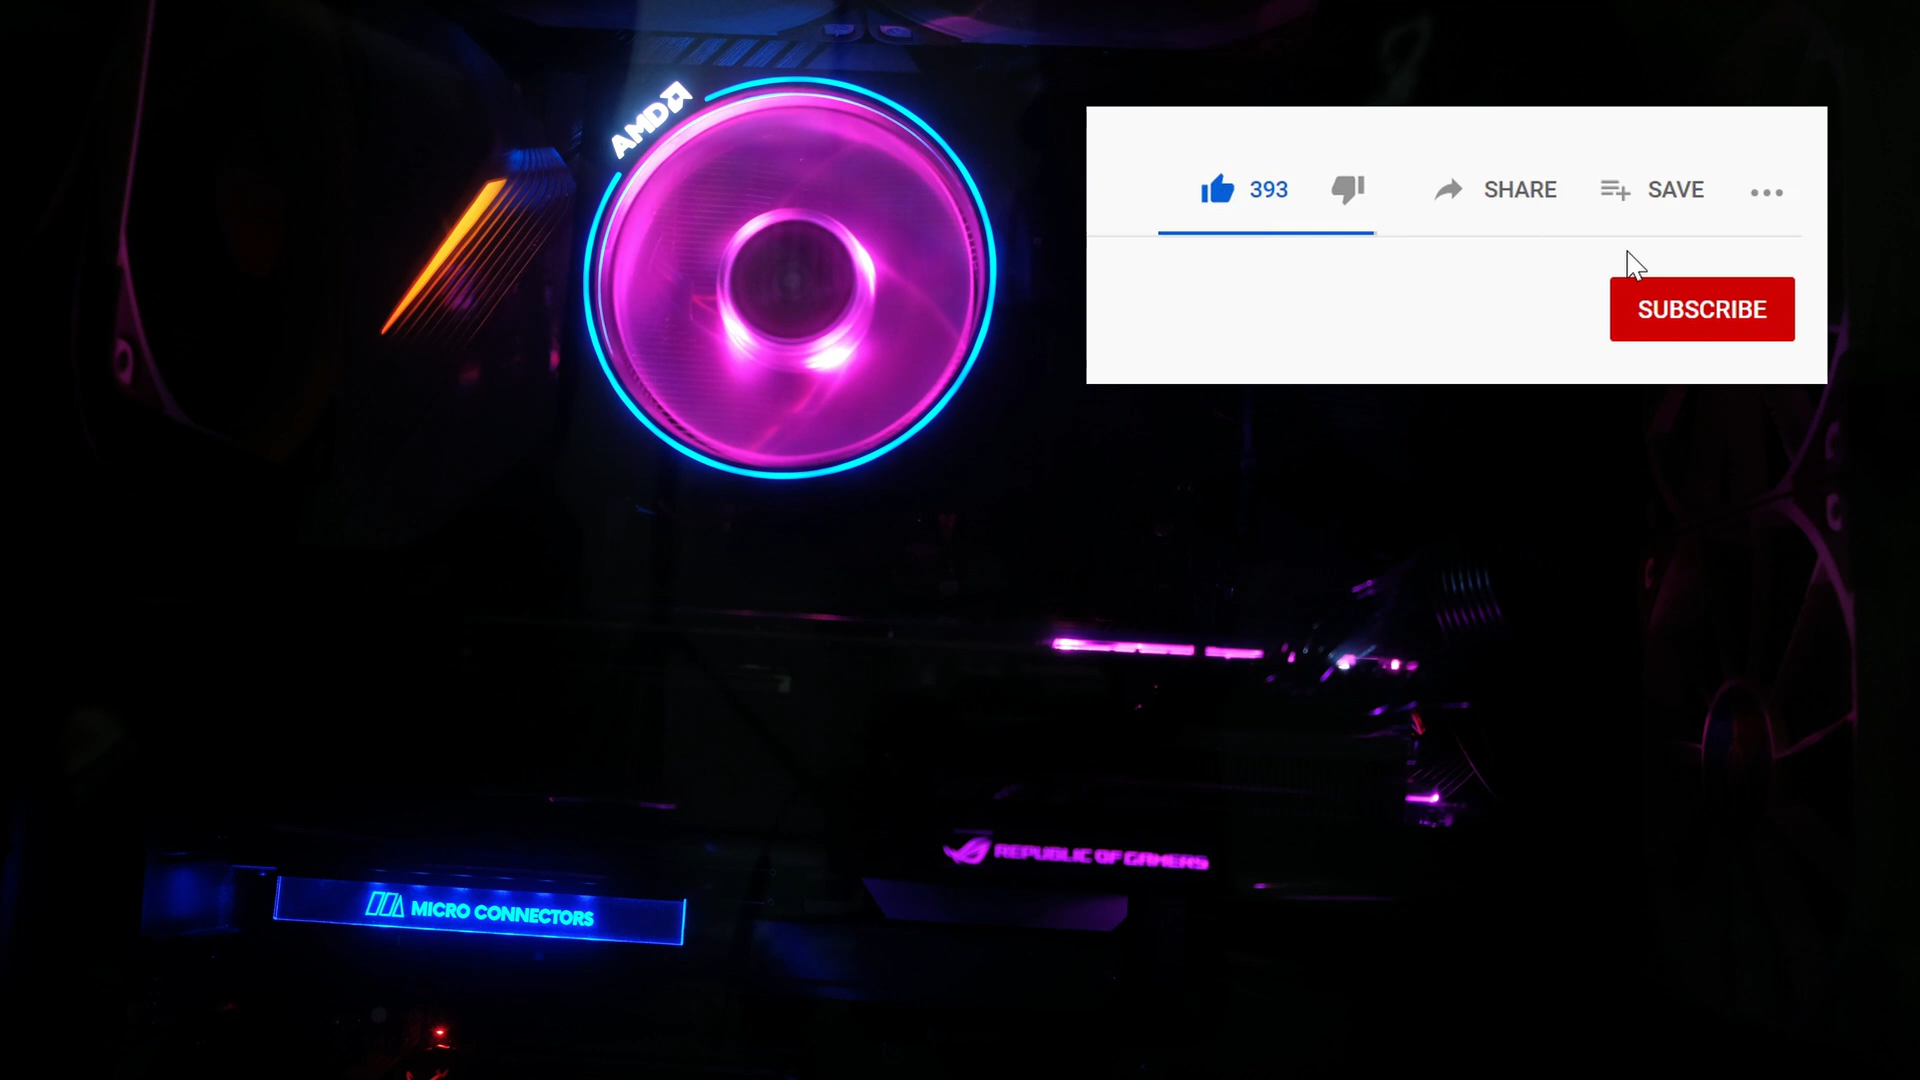 AMD
393
SHARE
SAVE
SUBSCRIBE
REPUBLIC OF GAMERS
MICRO CONNECTORS